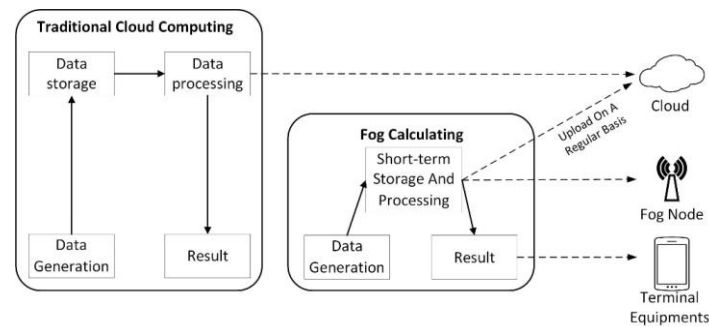 Traditional Cloud Computing
Data
storage
Data
processing
Data
Generation
Result
Fog Calculating
Short-term
Storage And
Processing
Data
Generation
Result
Upload On A
Regular Basis
Cloud
Fog Node
Terminal
Equipments